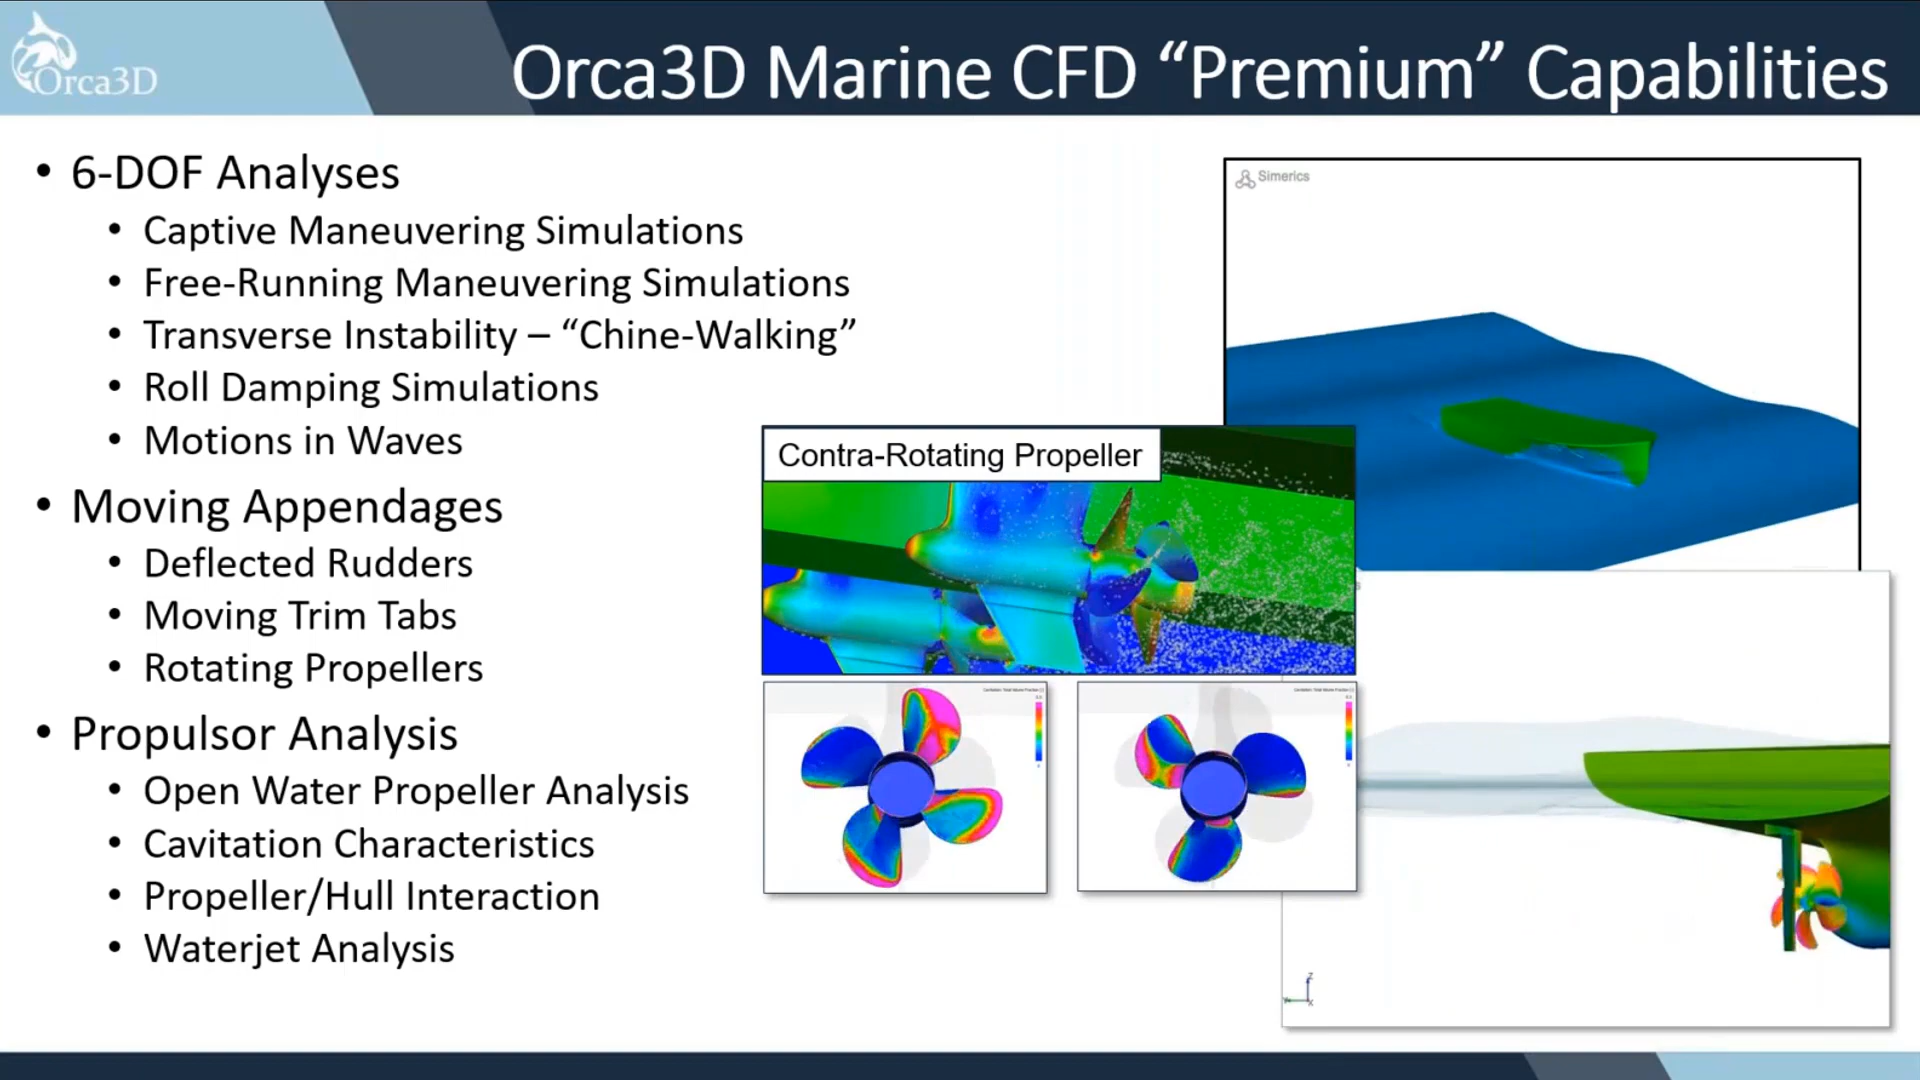 Orca3D
Orca3D Marine CFD “Premium” Capabilities
• 6-DOF Analyses
• Captive Maneuvering Simulations
• Free-Running Maneuvering Simulations
• Transverse Instability – “Chine-Walking”
• Roll Damping Simulations
• Motions in Waves
• Moving Appendages
• Deflected Rudders
• Moving Trim Tabs
• Rotating Propellers
• Propulsor Analysis
• Open Water Propeller Analysis
• Cavitation Characteristics
• Propeller/Hull Interaction
• Waterjet Analysis
Simerics
Contra-Rotating Propeller
Z
X